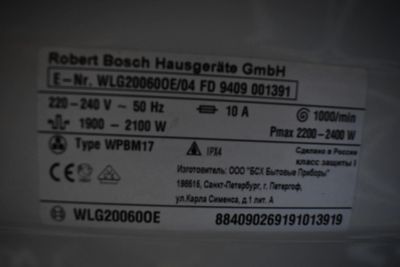 Robert Bosch Hausgeräte GmbH
E-Nr. WLG20060OE/04 FD 9409 001391
220-240 V ~ 50 Hz 10 A 1000/min
1900 - 2100 W Pmax 2200-2400 W
Type WPBM17 IPX4 Сделано в России
класс защиты I
Изготовитель: ООО "БСХ Бытовые Приборы"
198515, Санкт-Петербург, г. Петергоф,
ул.Карла Сименса, д.1 лит. А
WLG20060OE 884090269191013919